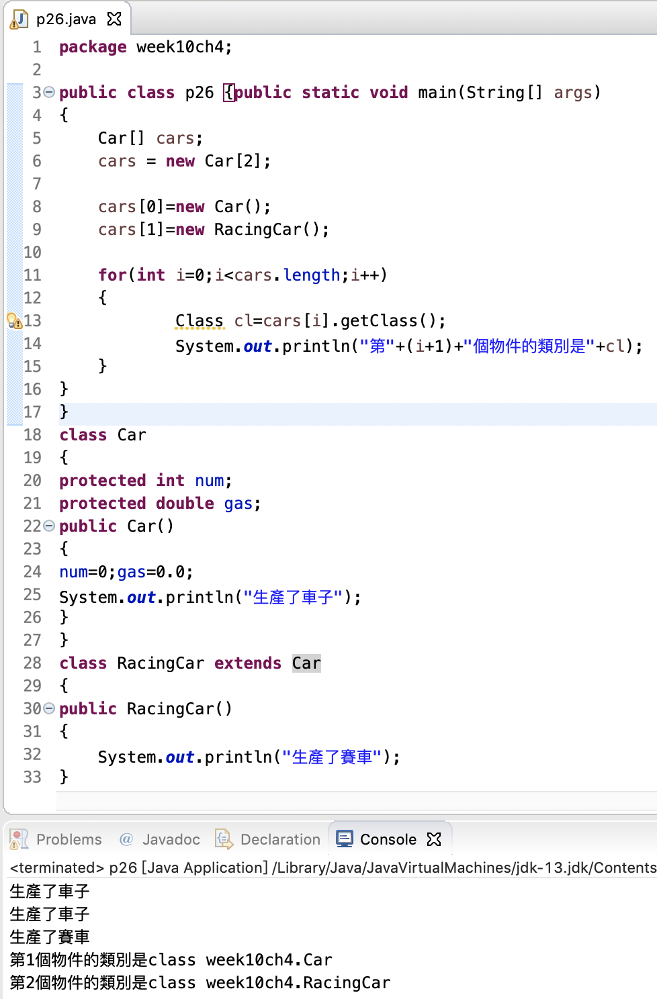 p26.java
1 package week10ch4;
2
3 public class p26 {public static void main(String[] args)
4 {
5     Car[] cars;
6     cars = new Car[2];
7
8     cars[0]=new Car();
9     cars[1]=new RacingCar();
10
11     for(int i=0;i<cars.length;i++)
12     {
13             Class cl=cars[i].getClass();
14             System.out.println("第"+(i+1)+"個物件的類別是"+cl);
15     }
16 }
17 }
18 class Car
19 {
20 protected int num;
21 protected double gas;
22 public Car()
23 {
24 num=0;gas=0.0;
25 System.out.println("生產了車子");
26 }
27 }
28 class RacingCar extends Car
29 {
30 public RacingCar()
31 {
32     System.out.println("生產了賽車");
33 }
Problems @ Javadoc Declaration Console
<terminated> p26 [Java Application] /Library/Java/JavaVirtualMachines/jdk-13.jdk/Contents
生產了車子
生產了車子
生產了賽車
第1個物件的類別是class week10ch4.Car
第2個物件的類別是class week10ch4.RacingCar